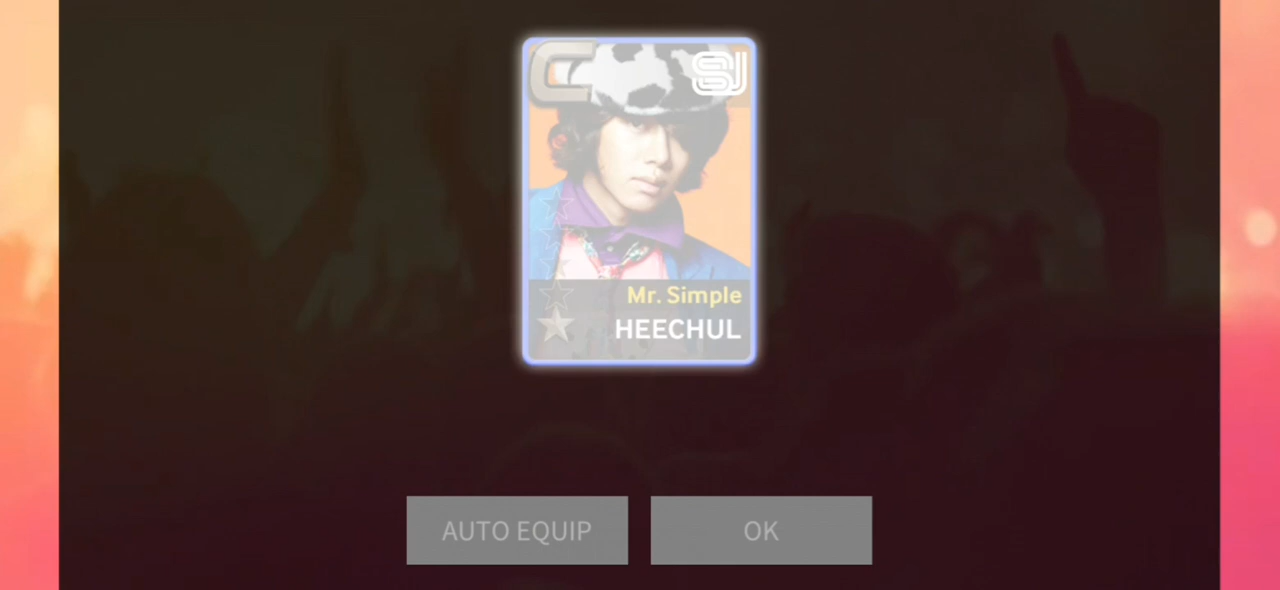 C
SJ
Mr. Simple
HEECHUL
AUTO EQUIP
OK